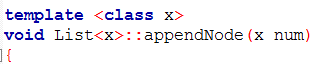 template <class x>
void List<x>::appendNode(x num)
{